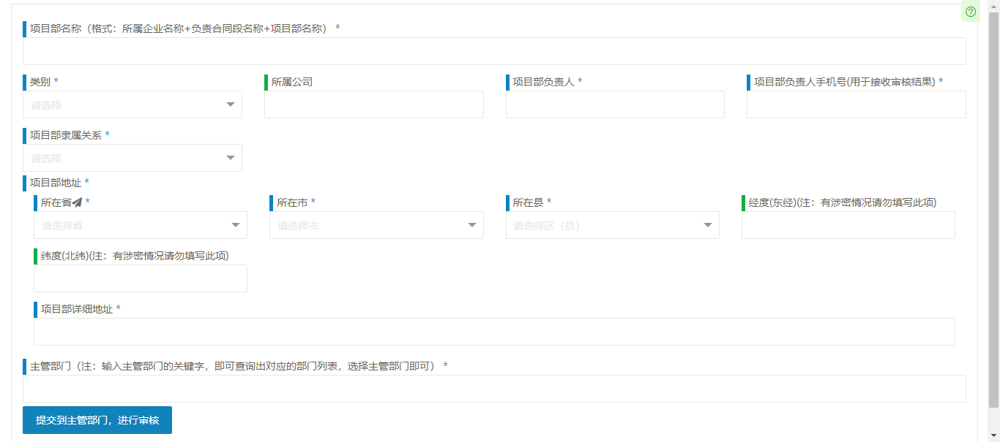 项目部名称（格式：所属企业名称+负责合同段名称+项目部名称） *
类别 *
所属公司
项目部负责人 *
项目部负责人手机号(用于接收审核结果) *
请选择
项目部隶属关系 *
请选择
项目部地址 *
所在省 *
所在市 *
所在县 *
经度(东经)(注：有涉密情况请勿填写此项)
请选择省
请选择市
请选择区（县）
纬度(北纬)(注：有涉密情况请勿填写此项)
项目部详细地址 *
主管部门（注：输入主管部门的关键字，即可查询出对应的部门列表，选择主管部门即可） *
提交到主管部门，进行审核